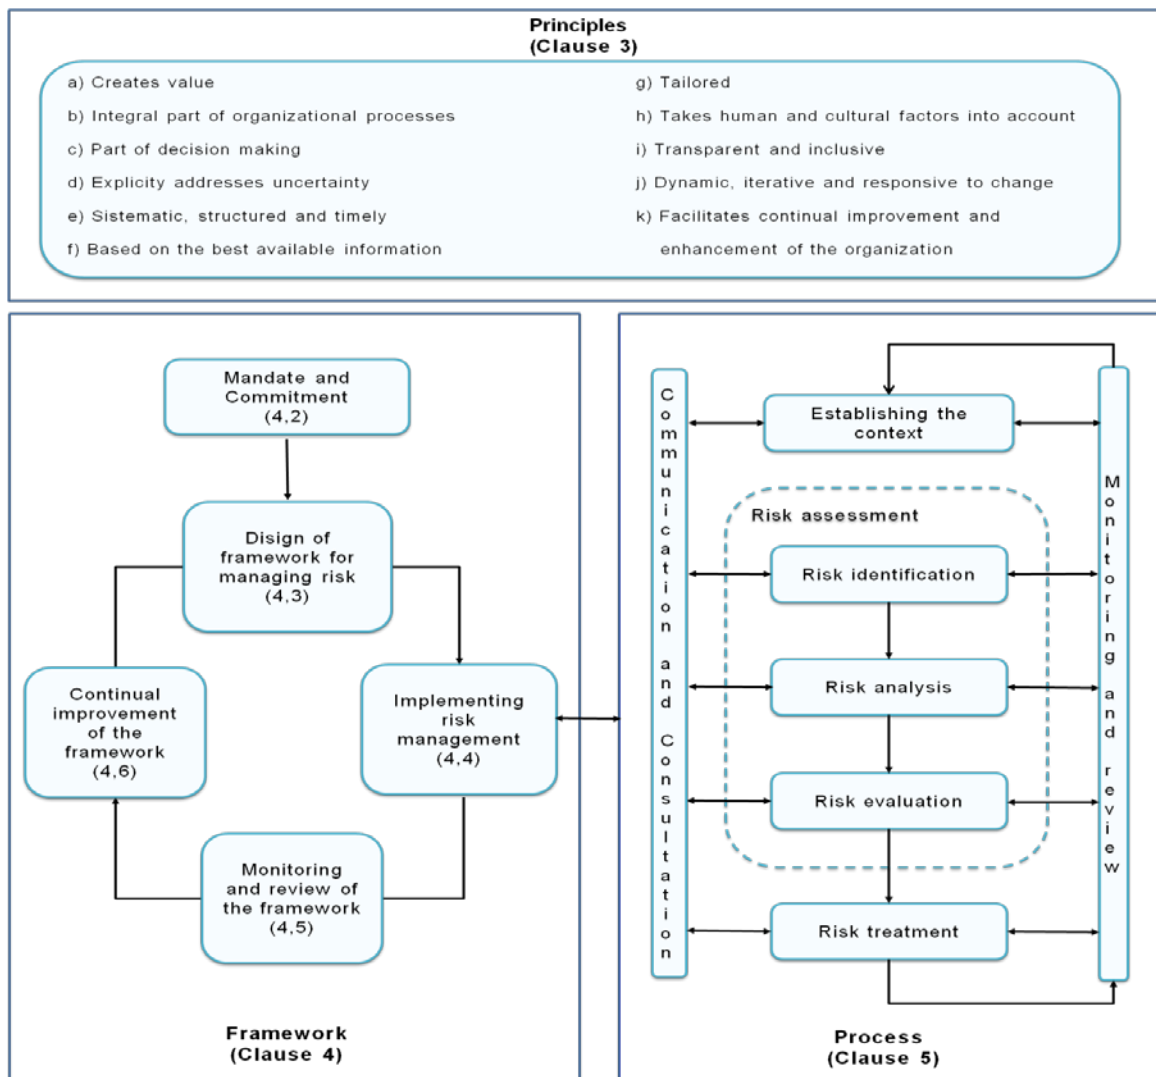 Principles
(Clause 3)
a) Creates value
b) Integral part of organizational processes
c) Part of decision making
d) Explicity addresses uncertainty
e) Sistematic, structured and timely
f) Based on the best available information
g) Tailored
h) Takes human and cultural factors into account
i) Transparent and inclusive
j) Dynamic, iterative and responsive to change
k) Facilitates continual improvement and
enhancement of the organization
Mandate and
Commitment
(4,2)
Disign of
framework for
managing risk
(4,3)
Implementing
risk
management
(4,4)
Monitoring
and review of
the framework
(4,5)
Continual
improvement
of the
framework
(4,6)
Framework
(Clause 4)
Communication and Consultation
Establishing the
context
Risk assessment
Risk identification
Risk analysis
Risk evaluation
Risk treatment
Monitoring and review
Process
(Clause 5)